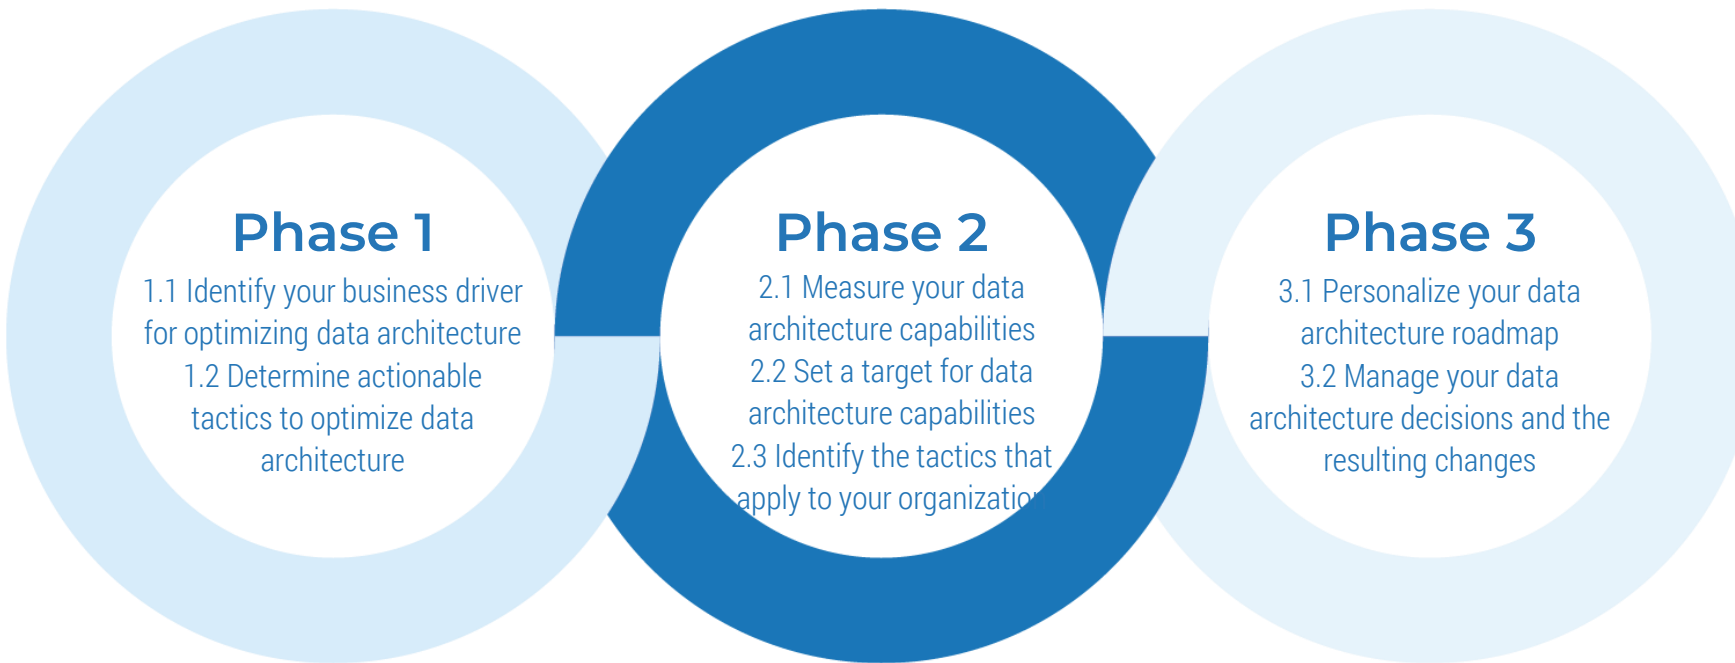 Phase 1
1.1 Identify your business driver
for optimizing data architecture
1.2 Determine actionable
tactics to optimize data
architecture
Phase 2
2.1 Measure your data
architecture capabilities
2.2 Set a target for data
architecture capabilities
2.3 Identify the tactics that
apply to your organization
Phase 3
3.1 Personalize your data
architecture roadmap
3.2 Manage your data
architecture decisions and the
resulting changes